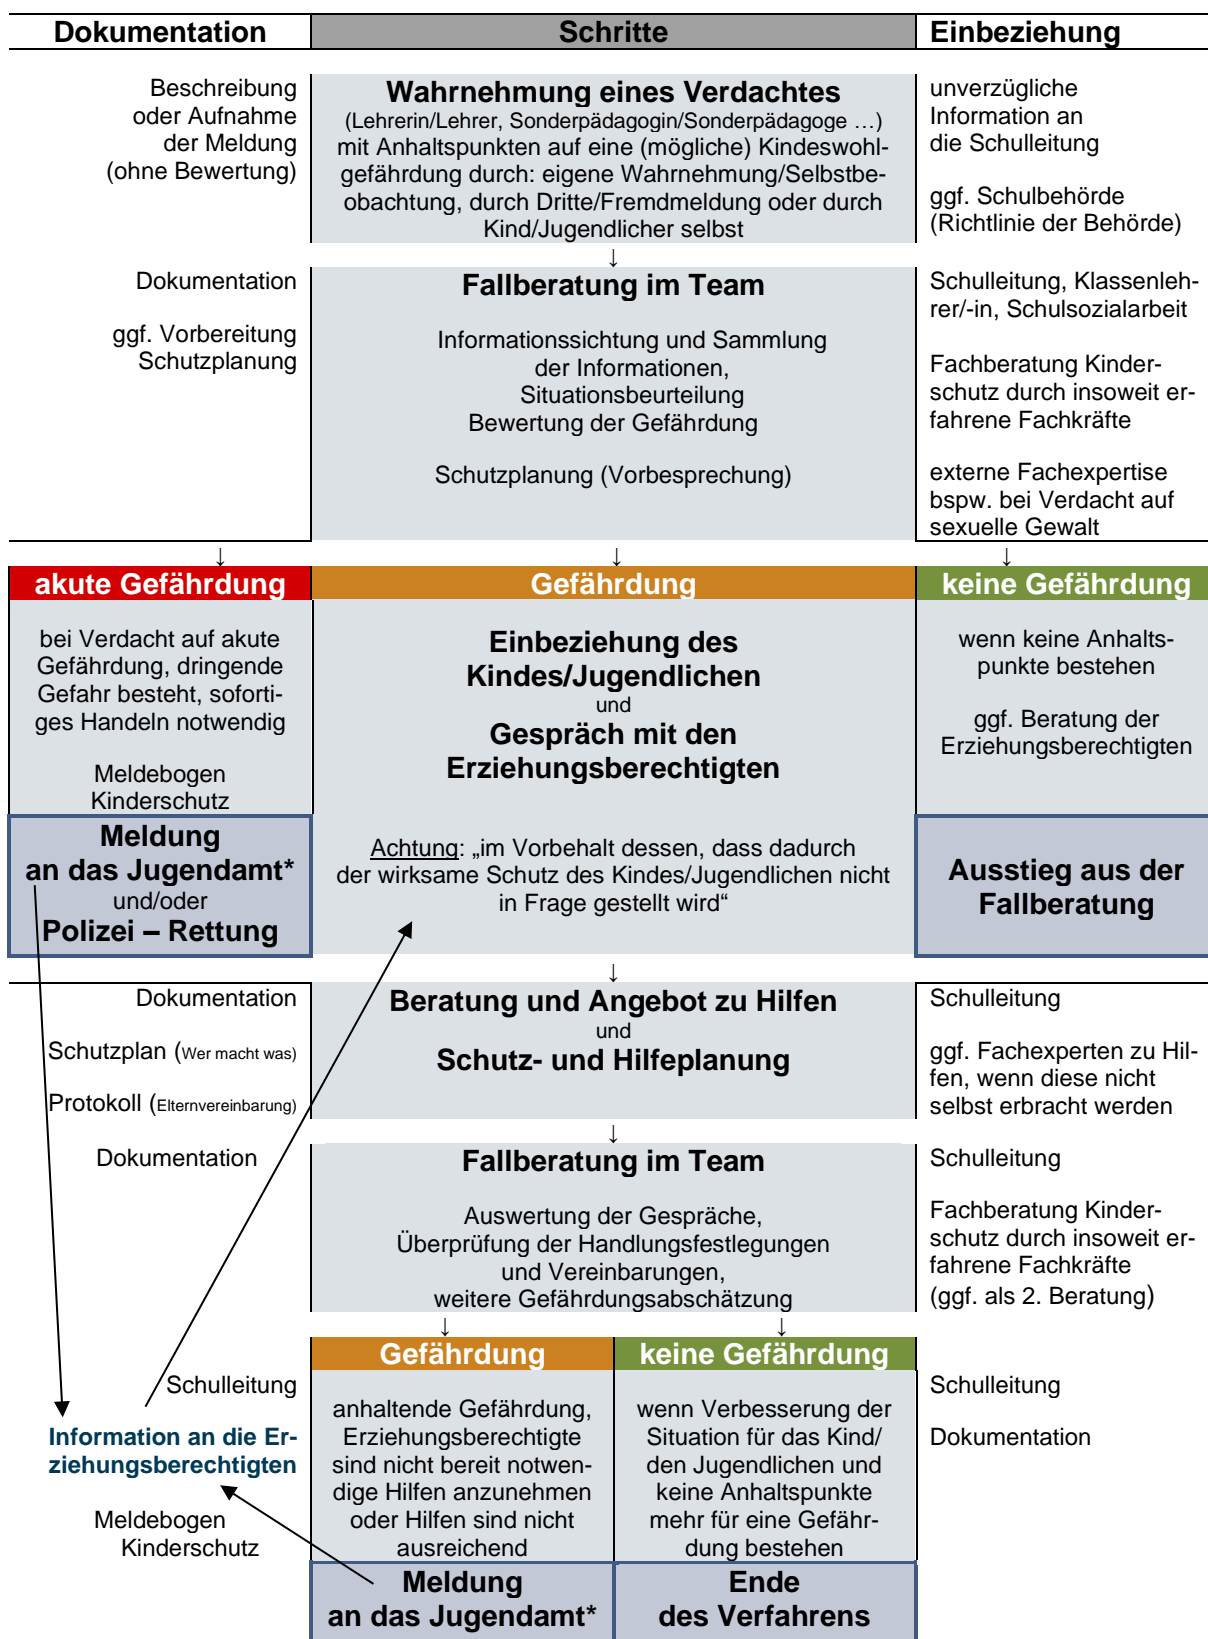 Dokumentation
Schritte
Einbeziehung
Beschreibung
oder Aufnahme
der Meldung
(ohne Bewertung)
Wahrnehmung eines Verdachtes
(Lehrerin/Lehrer, Sonderpädagogin/Sonderpädagoge …)
mit Anhaltspunkten auf eine (mögliche) Kindeswohl-
gefährdung durch: eigene Wahrnehmung/Selbstbe-
obachtung, durch Dritte/Fremdmeldung oder durch
Kind/Jugendlicher selbst
unverzügliche
Information an
die Schulleitung
ggf. Schulbehörde
(Richtlinie der Behörde)
↓
Dokumentation
ggf. Vorbereitung
Schutzplanung
Fallberatung im Team
Informationssichtung und Sammlung
der Informationen,
Situationsbeurteilung
Bewertung der Gefährdung
Schutzplanung (Vorbesprechung)
Schulleitung, Klassenleh-
rer/-in, Schulsozialarbeit
Fachberatung Kinder-
schutz durch insoweit er-
fahrene Fachkräfte
externe Fachexpertise
bspw. bei Verdacht auf
sexuelle Gewalt
↓ ↓ ↓
akute Gefährdung
bei Verdacht auf akute
Gefährdung, dringende
Gefahr besteht, soforti-
ges Handeln notwendig
Meldebogen
Kinderschutz
Meldung
an das Jugendamt*
und/oder
Polizei – Rettung
Gefährdung
Einbeziehung des
Kindes/Jugendlichen
und
Gespräch mit den
Erziehungsberechtigten
Achtung: „im Vorbehalt dessen, dass dadurch
der wirksame Schutz des Kindes/Jugendlichen nicht
in Frage gestellt wird“
keine Gefährdung
wenn keine Anhalts-
punkte bestehen
ggf. Beratung der
Erziehungsberechtigten
Ausstieg aus der
Fallberatung
↓
Dokumentation
Schutzplan (Wer macht was)
Protokoll (Elternvereinbarung)
Beratung und Angebot zu Hilfen
und
Schutz- und Hilfeplanung
Schulleitung
ggf. Fachexperten zu Hil-
fen, wenn diese nicht
selbst erbracht werden
↓
Dokumentation
Fallberatung im Team
Auswertung der Gespräche,
Überprüfung der Handlungsfestlegungen
und Vereinbarungen,
weitere Gefährdungsabschätzung
Schulleitung
Fachberatung Kinder-
schutz durch insoweit er-
fahrene Fachkräfte
(ggf. als 2. Beratung)
↓ ↓
Schulleitung
Information an die Er-
ziehungsberechtigten
Meldebogen
Kinderschutz
Gefährdung
anhaltende Gefährdung,
Erziehungsberechtigte
sind nicht bereit notwen-
dige Hilfen anzunehmen
oder Hilfen sind nicht
ausreichend
Meldung
an das Jugendamt*
keine Gefährdung
wenn Verbesserung der
Situation für das Kind/
den Jugendlichen und
keine Anhaltspunkte
mehr für eine Gefähr-
dung bestehen
Ende
des Verfahrens
Schulleitung
Dokumentation